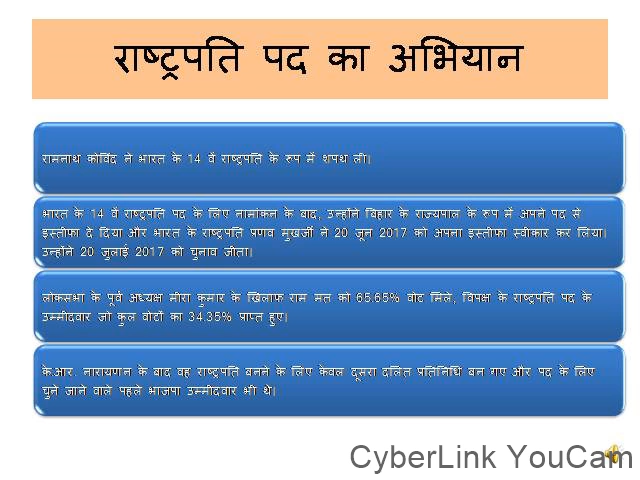 राष्ट्रपति पद का अभियान
रामनाथ कोविंद ने भारत के 14 वें राष्ट्रपति के रुप में शपथ ली।
भारत के 14 वें राष्ट्रपति पद के लिए नामांकन के बाद, उन्होंने बिहार के राज्यपाल के रुप में अपने पद से
इस्तीफा दे दिया और भारत के राष्ट्रपति प्रणव मुखर्जी ने 20 जून 2017 को अपना इस्तीफा स्वीकार कर लिया।
उन्होंने 20 जुलाई 2017 को चुनाव जीता।
लोकसभा के पूर्व अध्यक्ष मीरा कुमार के खिलाफ राम मत को 65.65% वोट मिले, विपक्ष के राष्ट्रपति पद के
उम्मीदवार जो कुल वोटों का 34.35% प्राप्त हुए।
के.आर. नारायणन के बाद वह राष्ट्रपति बनने के लिए केवल दूसरा दलित प्रतिनिधि बन गए और पद के लिए
चुने जाने वाले पहले भाजपा उम्मीदवार भी थे।
CyberLink YouCam